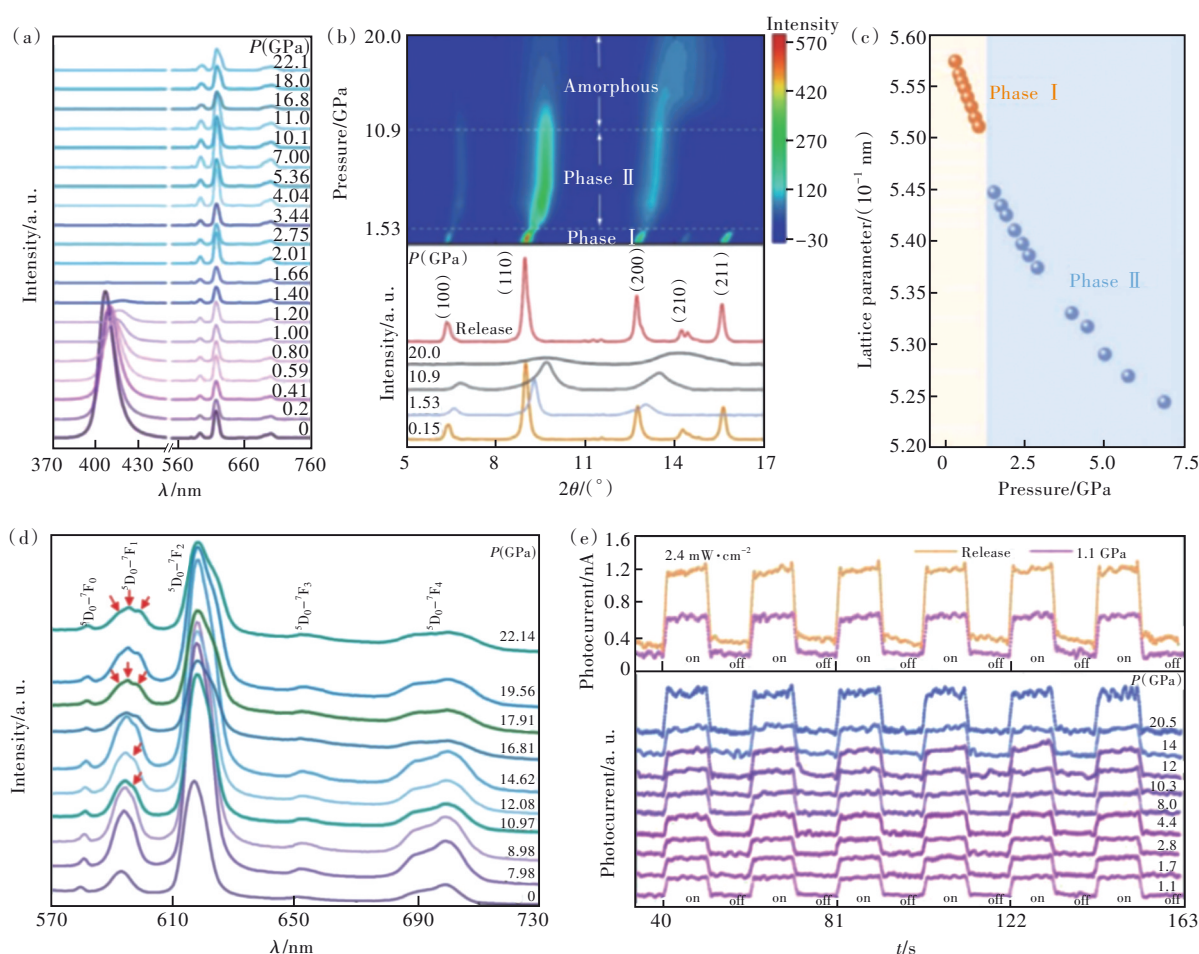 (a)
P(GPa)
22.1
18.0
16.8
11.0
10.1
7.00
5.36
4.04
3.44
2.75
2.01
1.66
1.40
1.20
1.00
0.80
0.59
0.41
0.2
0
Intensity/a. u.
370 400 430 560 660 760
λ/nm
(b)
Intensity
20.0
10.9
1.53
Pressure/GPa
Amorphous
Phase Ⅱ
Phase Ⅰ
570
420
270
120
-30
P(GPa)
(100)
(110)
(200)
(210)
(211)
Release
20.0
10.9
1.53
0.15
Intensity/a. u.
5 8 11 14 17
2θ/(°)
(c)
5.60
5.55
5.50
5.45
5.40
5.35
5.30
5.25
5.20
Lattice parameter/(10⁻¹ nm)
Phase Ⅰ
Phase Ⅱ
0 2.5 5.0 7.5
Pressure/GPa
(d)
P(GPa)
⁵D₀-⁷F₀
⁵D₀-⁷F₁
⁵D₀-⁷F₂
⁵D₀-⁷F₃
⁵D₀-⁷F₄
22.14
19.56
17.91
16.81
14.62
12.08
10.97
8.98
7.98
0
Intensity/a. u.
570 610 650 690 730
λ/nm
(e)
1.6
1.2
0.8
0.4
0
Photocurrent/nA
2.4 mW·cm⁻²
Release
1.1 GPa
on off on off on off on off on off on off
P(GPa)
20.5
14
12
10.3
8.0
4.4
2.8
1.7
1.1
Photocurrent/a. u.
on off on off on off on off on off on off
40 81 122 163
t/s